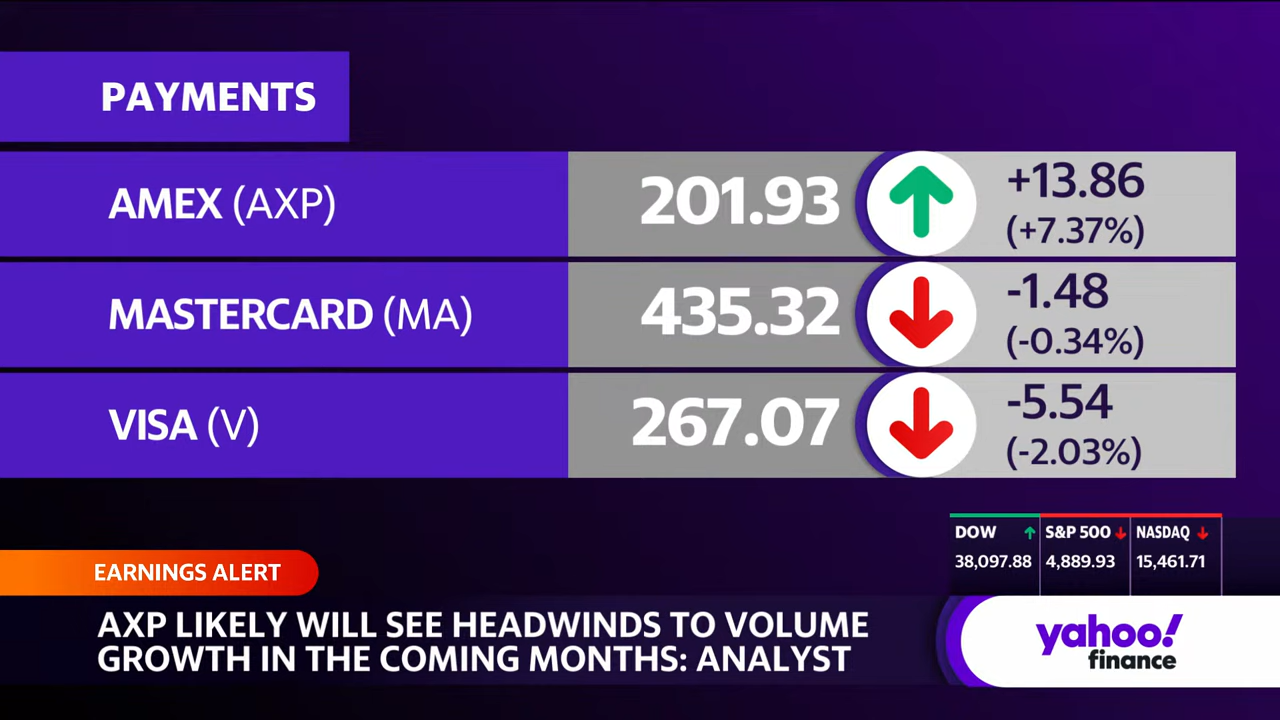 PAYMENTS
AMEX (AXP) 201.93 +13.86 (+7.37%)
MASTERCARD (MA) 435.32 -1.48 (-0.34%)
VISA (V) 267.07 -5.54 (-2.03%)
DOW S&P 500 NASDAQ
38,097.88 4,889.93 15,461.71
EARNINGS ALERT
AXP LIKELY WILL SEE HEADWINDS TO VOLUME
GROWTH IN THE COMING MONTHS: ANALYST
yahoo!
finance